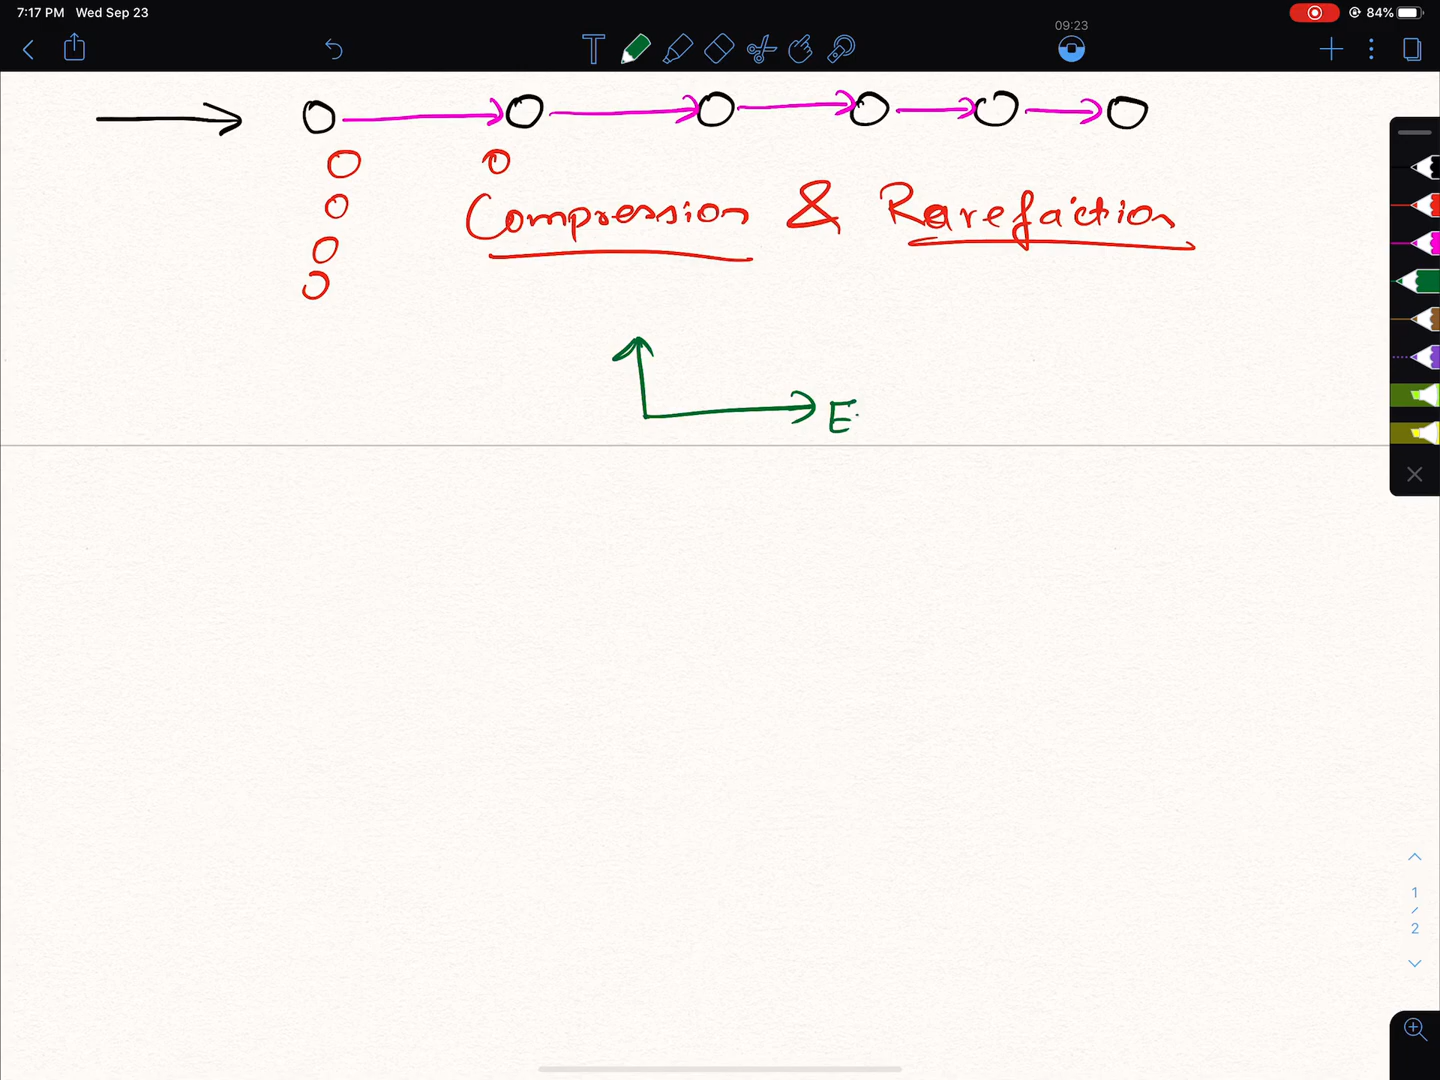 7:17 PM Wed Sep 23
84%
09:23
Compression & Rarefaction
E
1
/
2